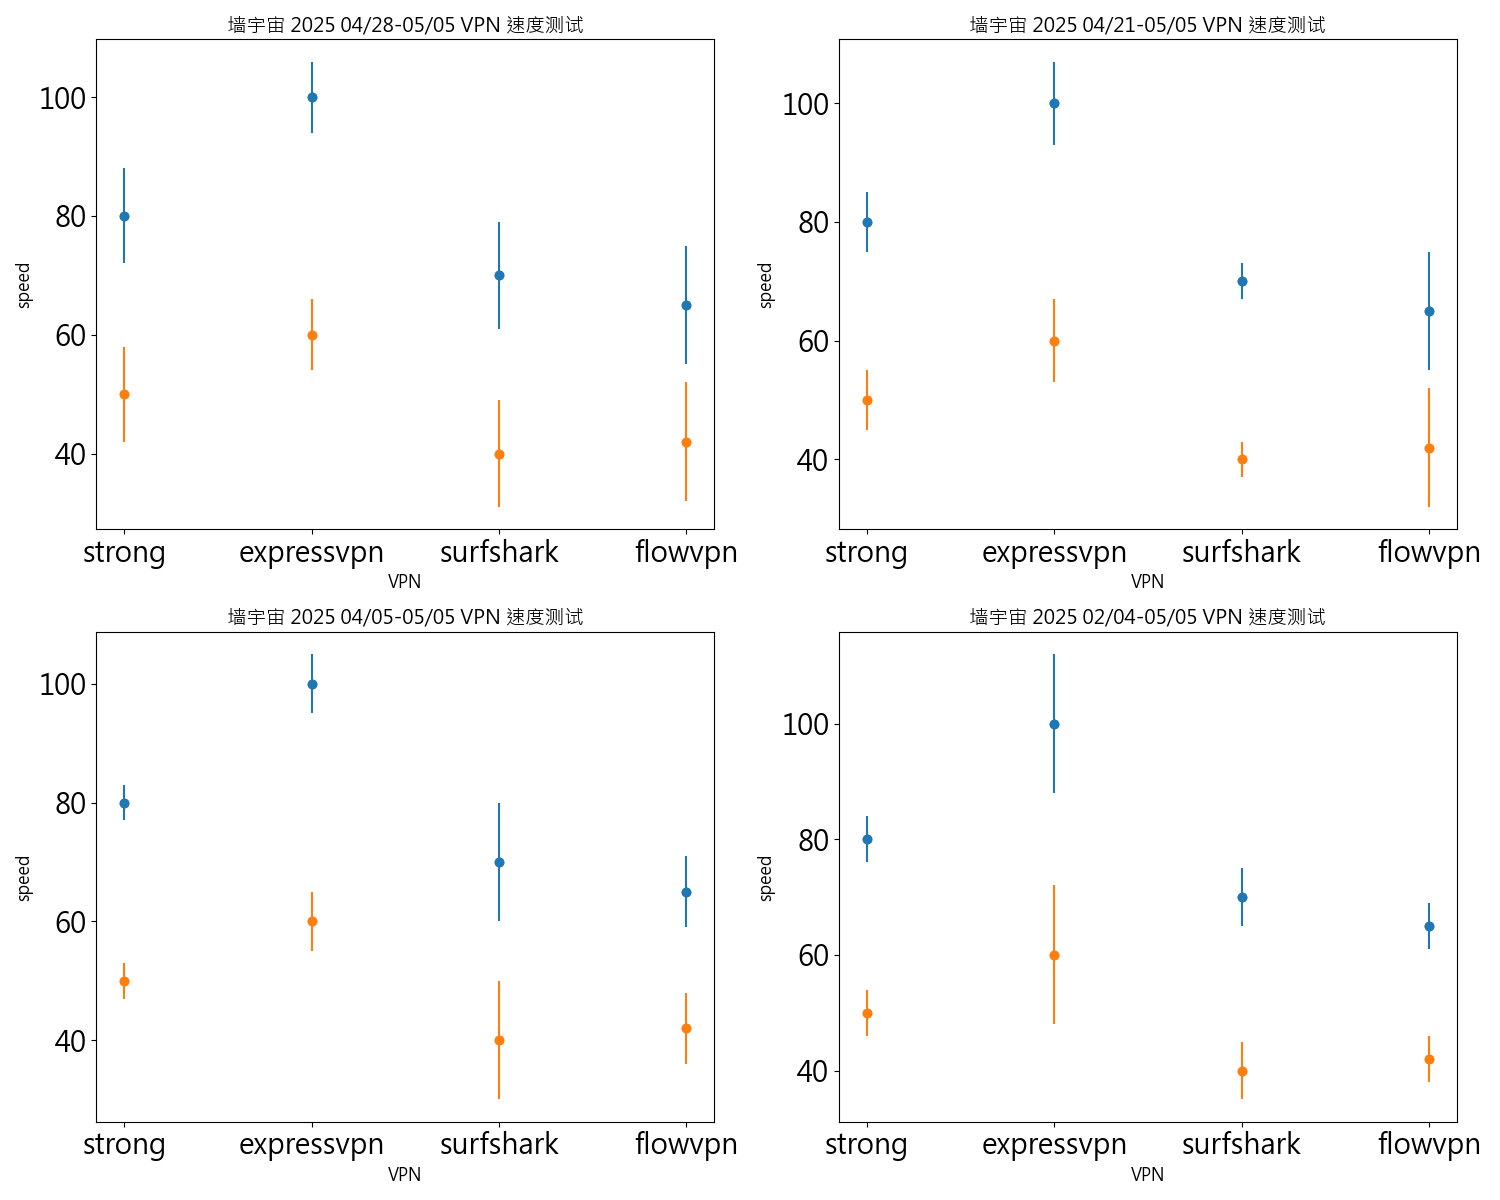 墙宇宙 2025 04/28-05/05 VPN 速度测试
100
80
60
40
speed
strong expressvpn surfshark flowvpn
VPN
墙宇宙 2025 04/21-05/05 VPN 速度测试
100
80
60
40
speed
strong expressvpn surfshark flowvpn
VPN
墙宇宙 2025 04/05-05/05 VPN 速度测试
100
80
60
40
speed
strong expressvpn surfshark flowvpn
VPN
墙宇宙 2025 02/04-05/05 VPN 速度测试
100
80
60
40
speed
strong expressvpn surfshark flowvpn
VPN